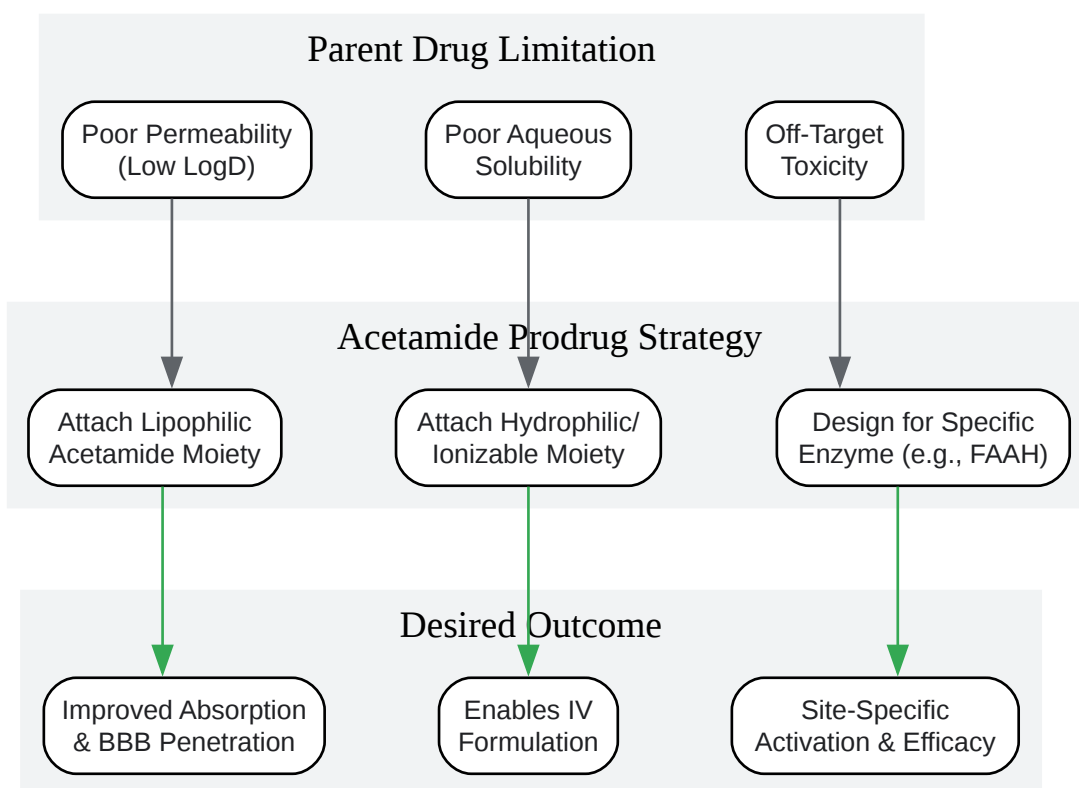 Parent Drug Limitation
Poor Permeability
(Low LogD)
Poor Aqueous
Solubility
Off-Target
Toxicity
Acetamide Prodrug Strategy
Attach Lipophilic
Acetamide Moiety
Attach Hydrophilic/
Ionizable Moiety
Design for Specific
Enzyme (e.g., FAAH)
Desired Outcome
Improved Absorption
& BBB Penetration
Enables IV
Formulation
Site-Specific
Activation & Efficacy